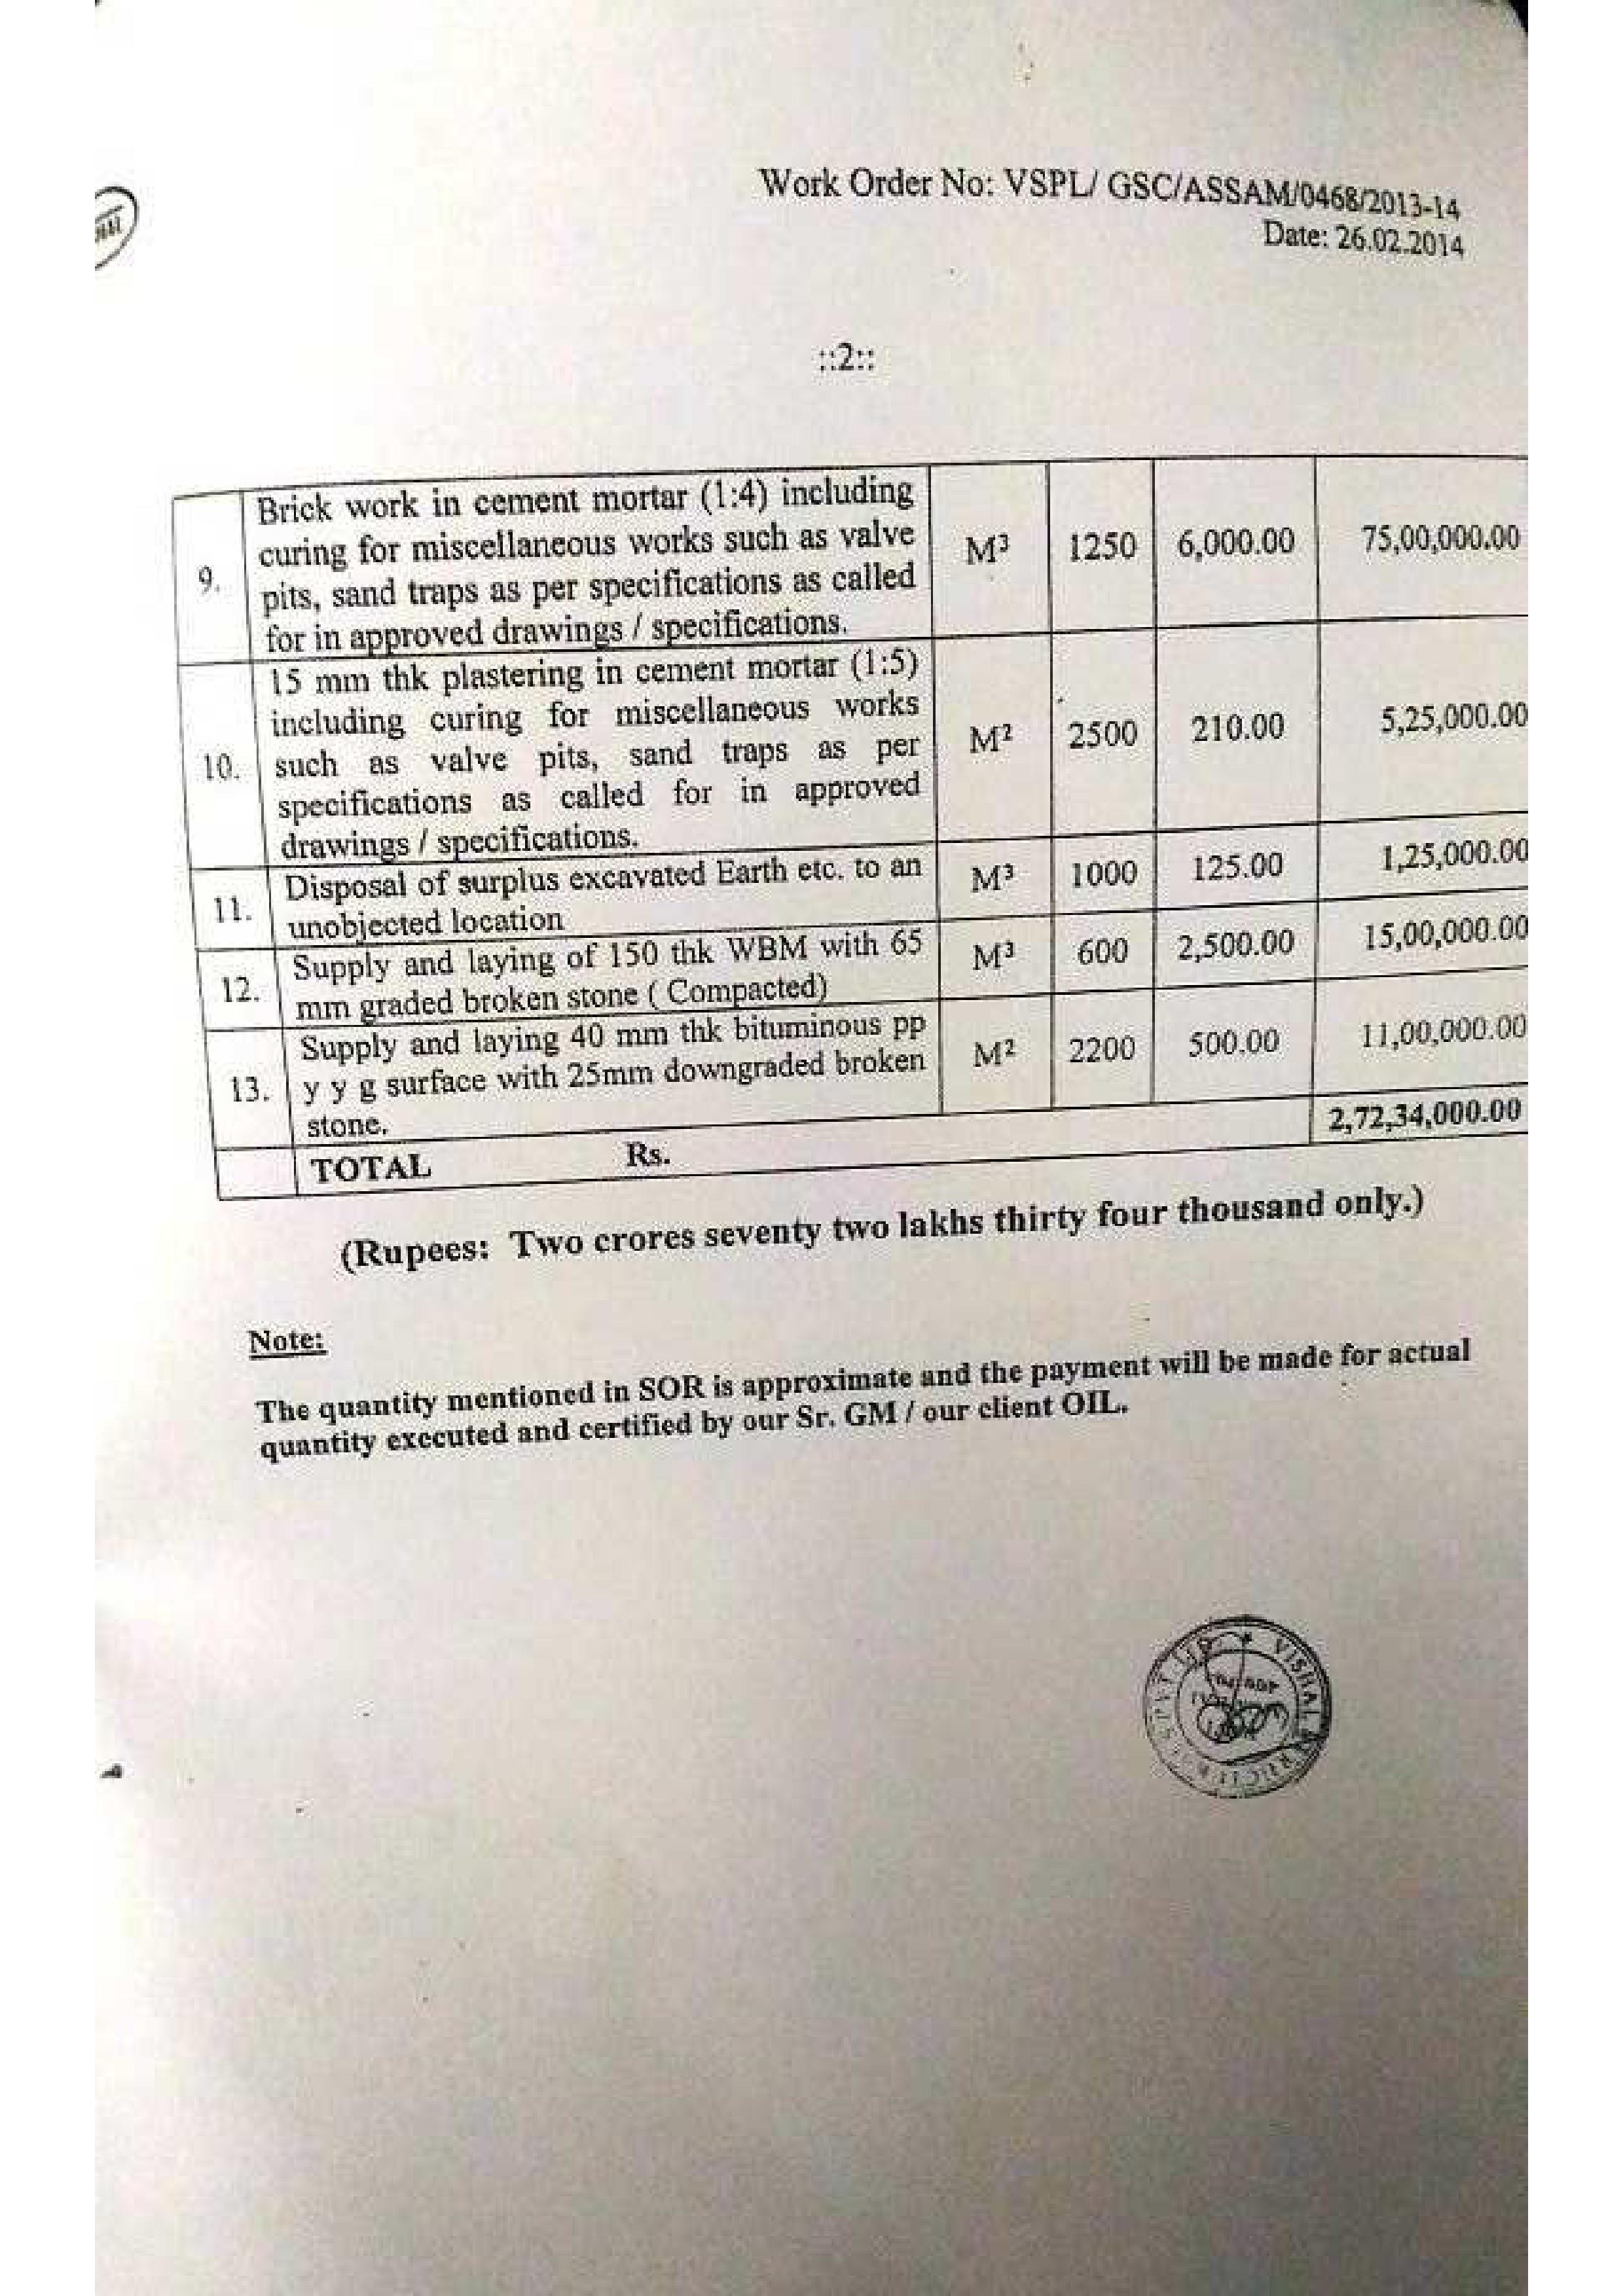 Work Order No: VSPL/ GSC/ASSAM/0468/2013-14
Date: 26.02.2014
::2::
9. Brick work in cement mortar (1:4) including
curing for miscellaneous works such as valve
pits, sand traps as per specifications as called
for in approved drawings / specifications.
M³ 1250 6,000.00 75,00,000.00
10. 15 mm thk plastering in cement mortar (1:5)
including curing for miscellaneous works
such as valve pits, sand traps as per
specifications as called for in approved
drawings / specifications.
M² 2500 210.00 5,25,000.00
11. Disposal of surplus excavated Earth etc. to an
unobjected location
M³ 1000 125.00 1,25,000.00
12. Supply and laying of 150 thk WBM with 65
mm graded broken stone ( Compacted)
M³ 600 2,500.00 15,00,000.00
13. Supply and laying 40 mm thk bituminous pp
y y g surface with 25mm downgraded broken
stone.
M² 2200 500.00 11,00,000.00
TOTAL Rs. 2,72,34,000.00
(Rupees: Two crores seventy two lakhs thirty four thousand only.)
Note:
The quantity mentioned in SOR is approximate and the payment will be made for actual
quantity executed and certified by our Sr. GM / our client OIL.
VISHAL